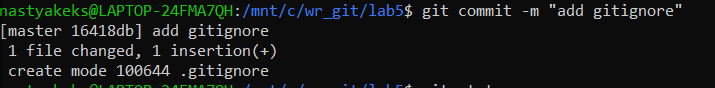 nastyakeks@LAPTOP-24FMA7QH:/mnt/c/wr_git/lab5$ git commit -m "add gitignore"
[master 16418db] add gitignore
 1 file changed, 1 insertion(+)
 create mode 100644 .gitignore